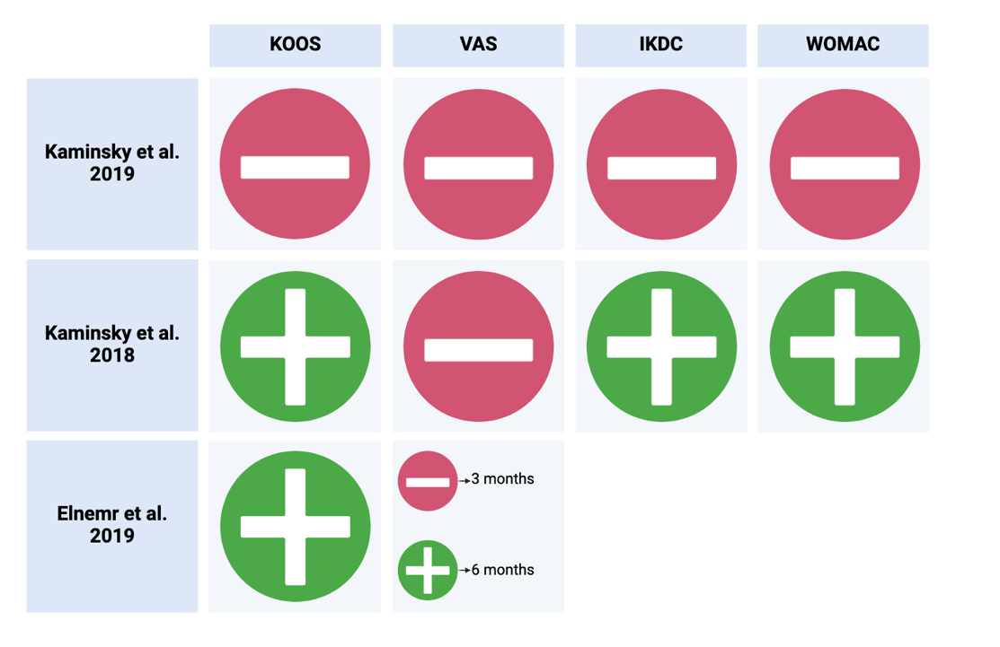 KOOS VAS IKDC WOMAC
Kaminsky et al.
2019
Kaminsky et al.
2018
Elnemr et al.
2019
3 months
6 months